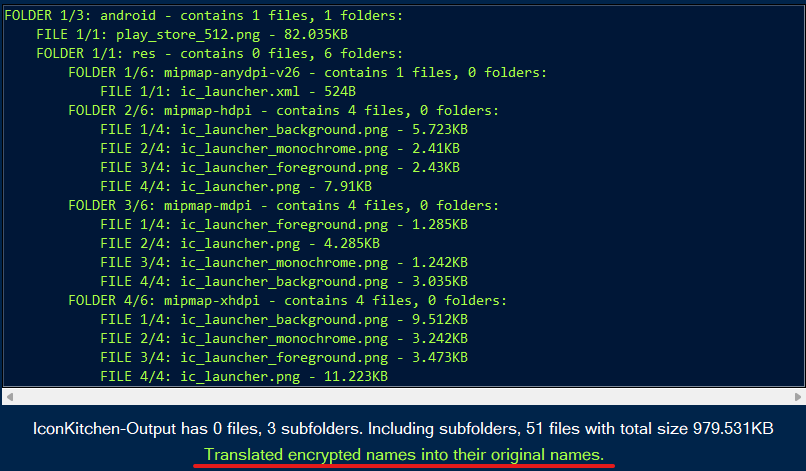 FOLDER 1/3: android - contains 1 files, 1 folders:
FILE 1/1: play_store_512.png - 82.035KB
FOLDER 1/1: res - contains 0 files, 6 folders:
FOLDER 1/6: mipmap-anydpi-v26 - contains 1 files, 0 folders:
FILE 1/1: ic_launcher.xml - 524B
FOLDER 2/6: mipmap-hdpi - contains 4 files, 0 folders:
FILE 1/4: ic_launcher_background.png - 5.723KB
FILE 2/4: ic_launcher_monochrome.png - 2.41KB
FILE 3/4: ic_launcher_foreground.png - 2.43KB
FILE 4/4: ic_launcher.png - 7.91KB
FOLDER 3/6: mipmap-mdpi - contains 4 files, 0 folders:
FILE 1/4: ic_launcher_foreground.png - 1.285KB
FILE 2/4: ic_launcher.png - 4.285KB
FILE 3/4: ic_launcher_monochrome.png - 1.242KB
FILE 4/4: ic_launcher_background.png - 3.035KB
FOLDER 4/6: mipmap-xhdpi - contains 4 files, 0 folders:
FILE 1/4: ic_launcher_background.png - 9.512KB
FILE 2/4: ic_launcher_monochrome.png - 3.242KB
FILE 3/4: ic_launcher_foreground.png - 3.473KB
FILE 4/4: ic_launcher.png - 11.223KB
IconKitchen-Output has 0 files, 3 subfolders. Including subfolders, 51 files with total size 979.531KB
Translated encrypted names into their original names.